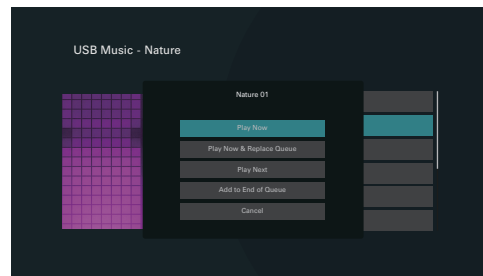 USB Music - Nature
Nature 01
Play Now
Play Now & Replace Queue
Play Next
Add to End of Queue
Cancel